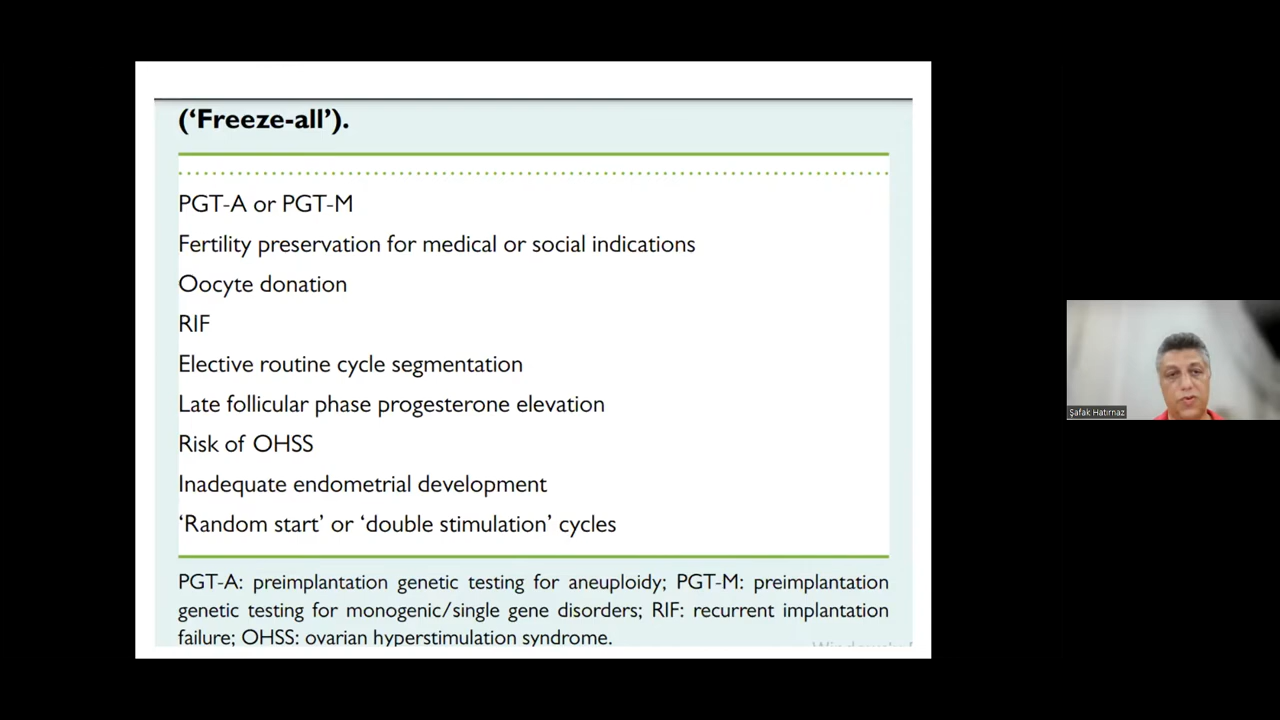 (‘Freeze-all’).
PGT-A or PGT-M
Fertility preservation for medical or social indications
Oocyte donation
RIF
Elective routine cycle segmentation
Late follicular phase progesterone elevation
Risk of OHSS
Inadequate endometrial development
‘Random start’ or ‘double stimulation’ cycles
PGT-A: preimplantation genetic testing for aneuploidy; PGT-M: preimplantation
genetic testing for monogenic/single gene disorders; RIF: recurrent implantation
failure; OHSS: ovarian hyperstimulation syndrome.
Şafak Hatırnaz